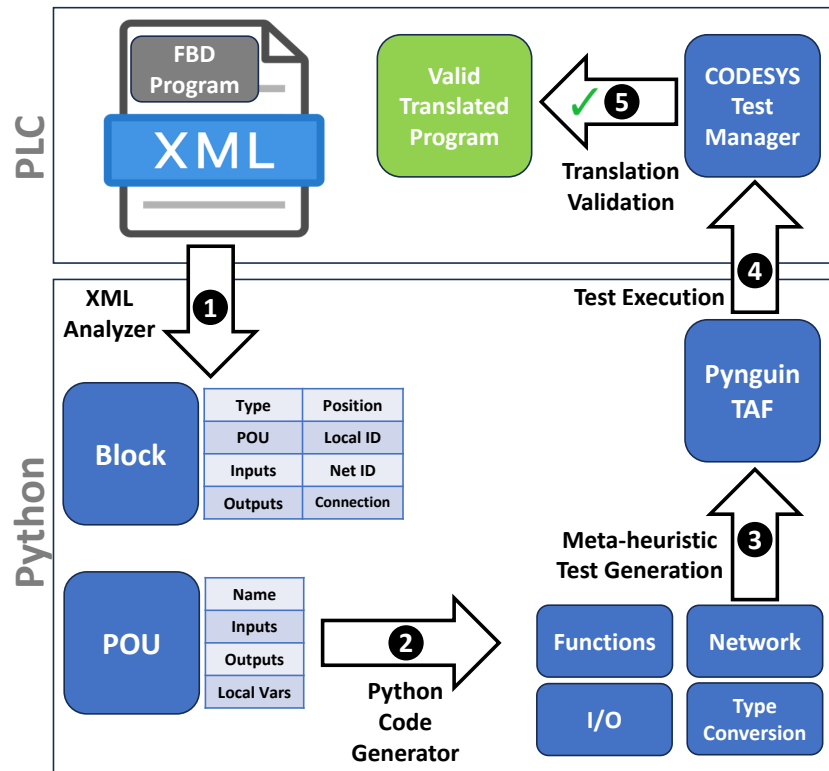 PLC
FBD
Program
XML
Valid
Translated
Program
✓ 5
CODESYS
Test
Manager
Translation
Validation
Python
XML
Analyzer
1
4
Test Execution
Block
Type Position
POU Local ID
Inputs Net ID
Outputs Connection
Pynguin
TAF
POU
Name
Inputs
Outputs
Local Vars
2
Python
Code
Generator
Meta-heuristic
Test Generation
3
Functions
Network
I/O
Type
Conversion